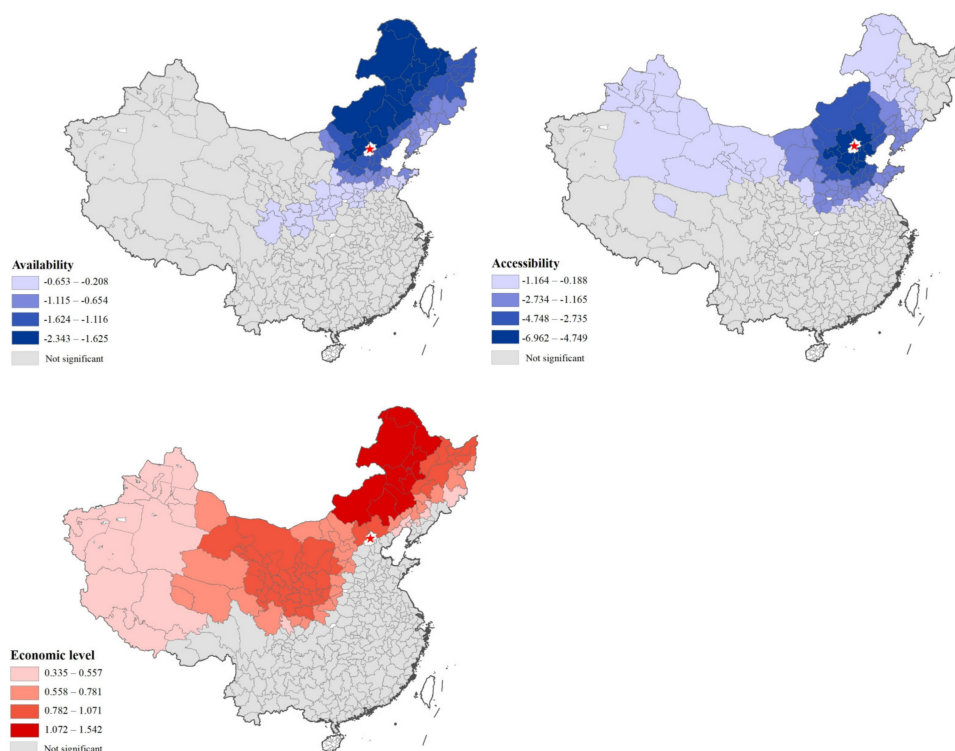 Availability
-0.653 – -0.208
-1.115 – -0.654
-1.624 – -1.116
-2.343 – -1.625
Not significant
Accessibility
-1.164 – -0.188
-2.734 – -1.165
-4.748 – -2.735
-6.962 – -4.749
Not significant
Economic level
0.335 – 0.557
0.558 – 0.781
0.782 – 1.071
1.072 – 1.542
Not significant